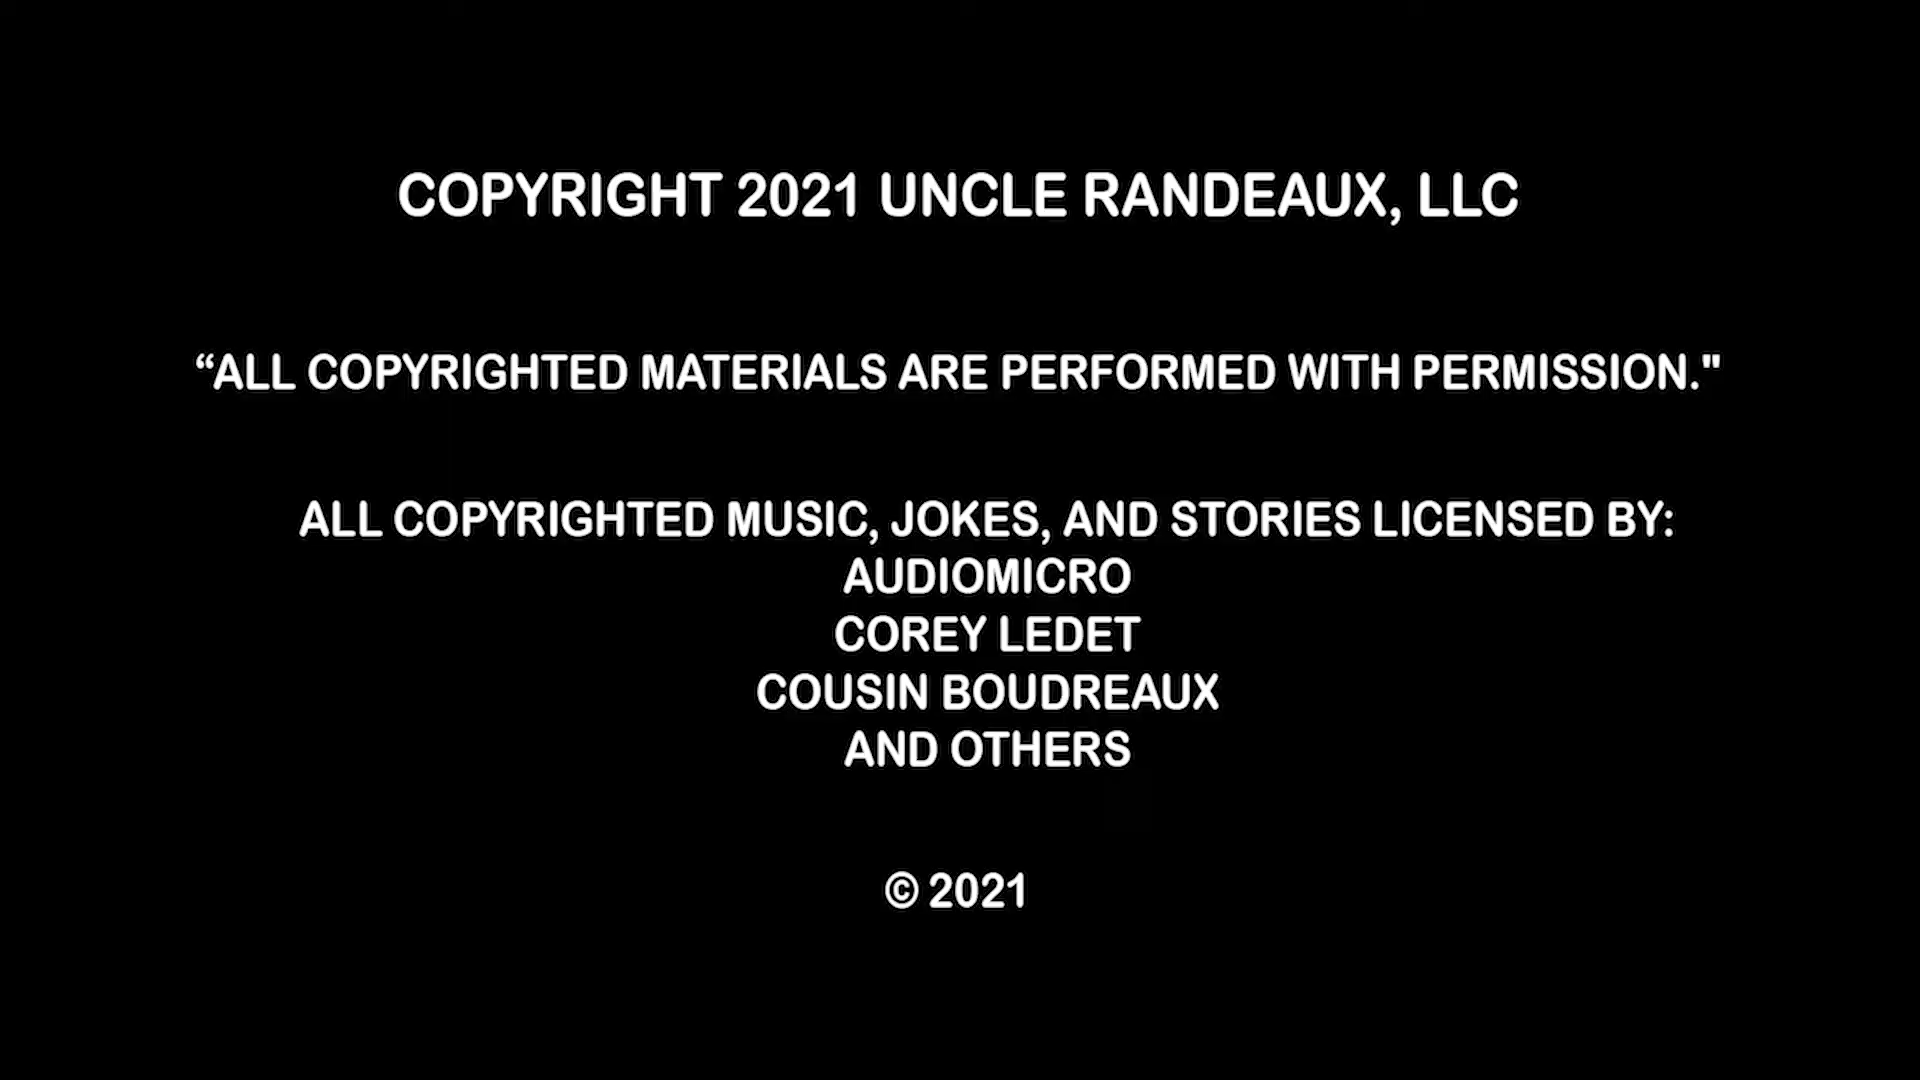 COPYRIGHT 2021 UNCLE RANDEAUX, LLC
“ALL COPYRIGHTED MATERIALS ARE PERFORMED WITH PERMISSION."
ALL COPYRIGHTED MUSIC, JOKES, AND STORIES LICENSED BY:
AUDIOMICRO
COREY LEDET
COUSIN BOUDREAUX
AND OTHERS
© 2021